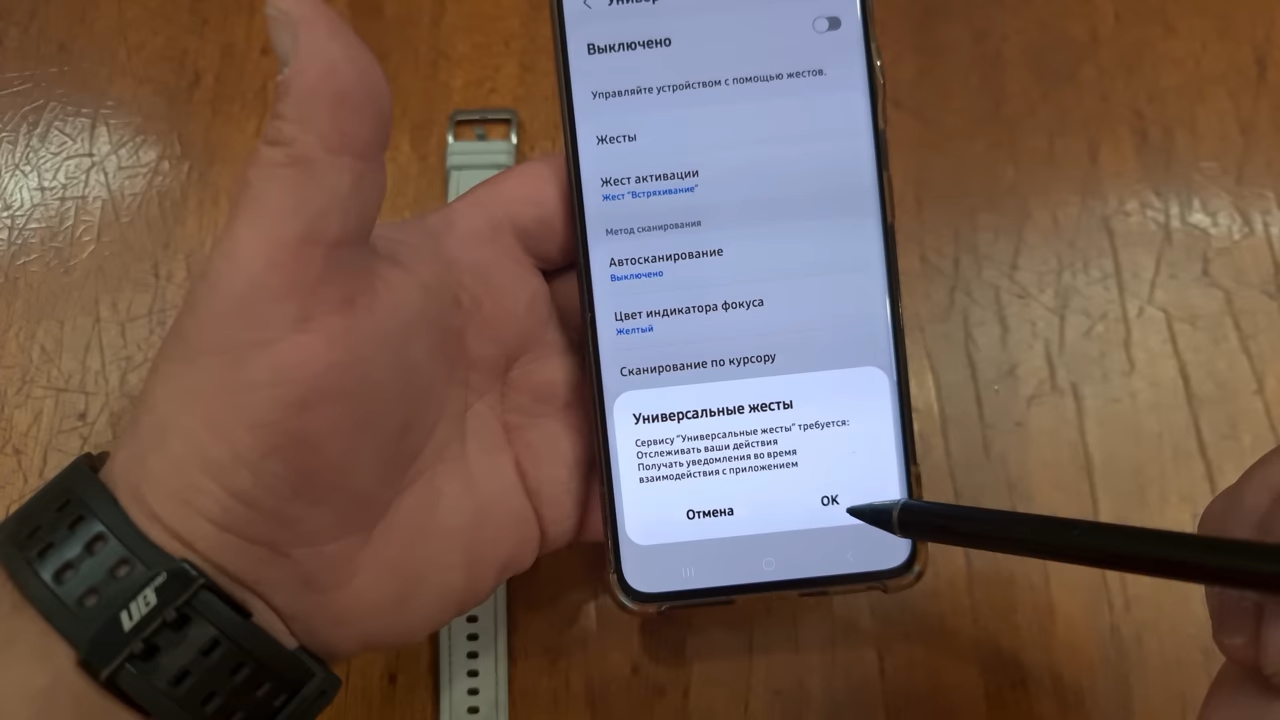 Выключено
Управляйте устройством с помощью жестов.
Жесты
Жест активации
Жест "Встряхивание"
Метод сканирования
Автосканирование
Выключено
Цвет индикатора фокуса
Желтый
Сканирование по курсору
Универсальные жесты
Сервису "Универсальные жесты" требуется:
Отслеживать ваши действия
Получать уведомления во время
взаимодействия с приложением
Отмена
ОК